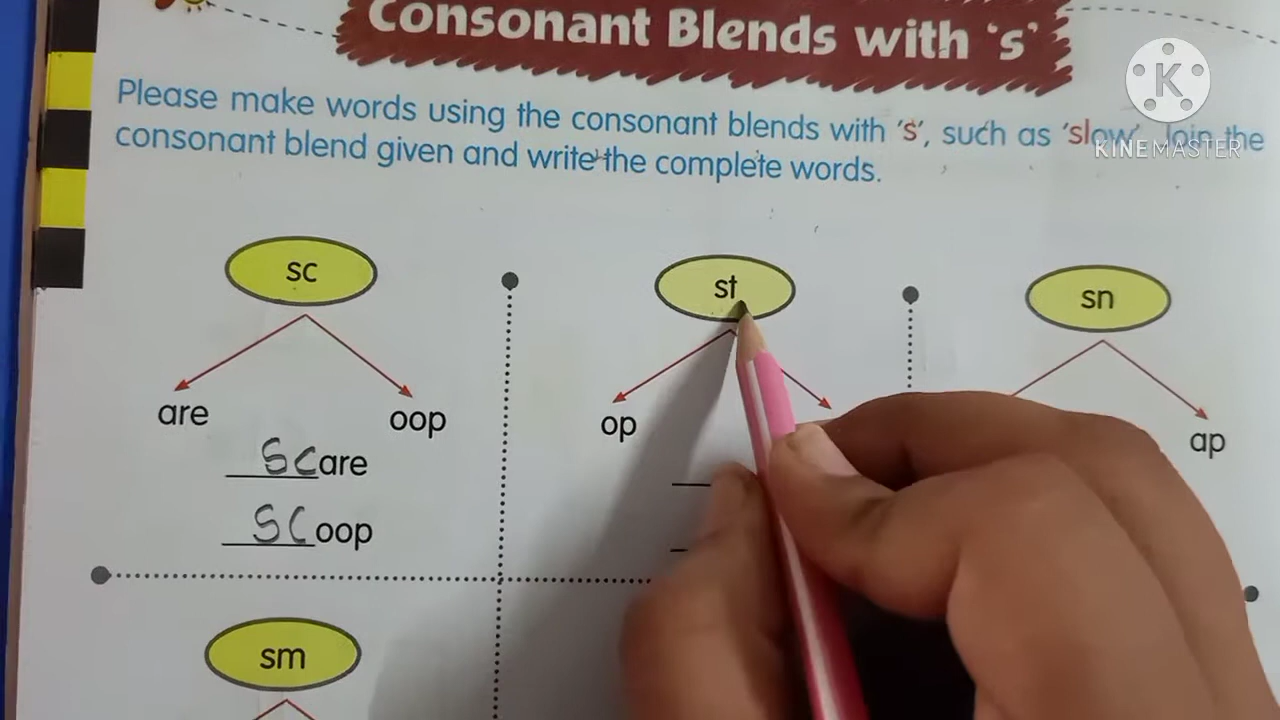 Consonant Blends with 's'
Please make words using the consonant blends with 's', such as 'slow'. Join the
consonant blend given and write the complete words.
sc
st
sn
are
oop
op
ap
scare
scoop
sm
K
KINEMASTER